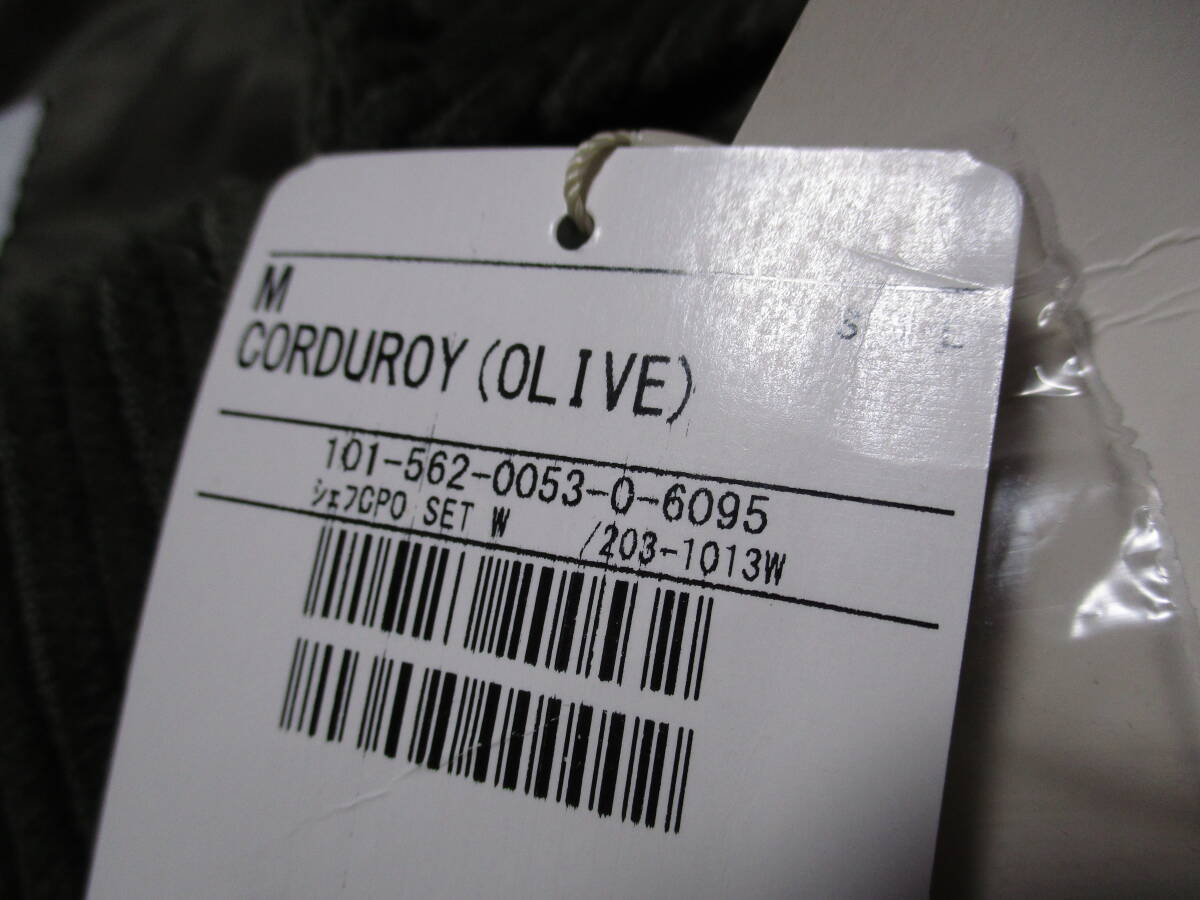 M
CORDUROY(OLIVE)
101-562-0053-0-6095
ｼｪﾌCPO SET W /203-1013W